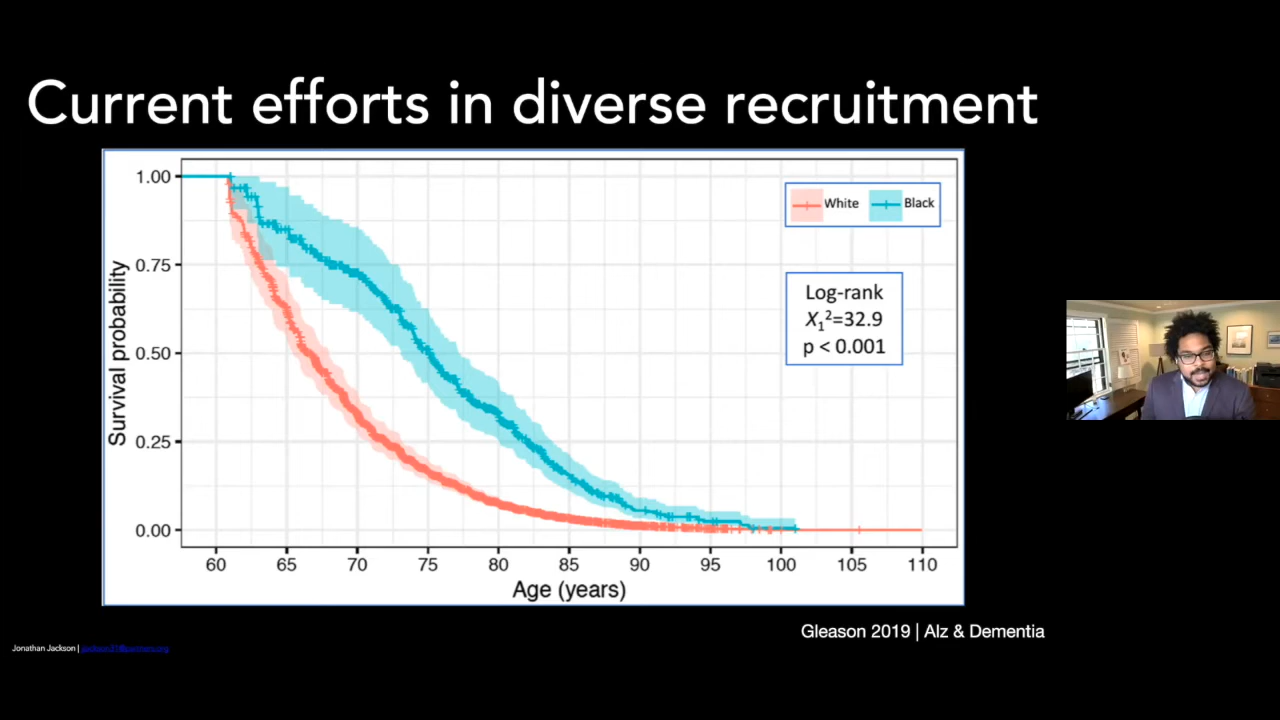 Current efforts in diverse recruitment
1.00
0.75
0.50
0.25
0.00
Survival probability
White
Black
Log-rank
X₁²=32.9
p < 0.001
60 65 70 75 80 85 90 95 100 105 110
Age (years)
Gleason 2019 | Alz & Dementia
Jonathan Jackson |